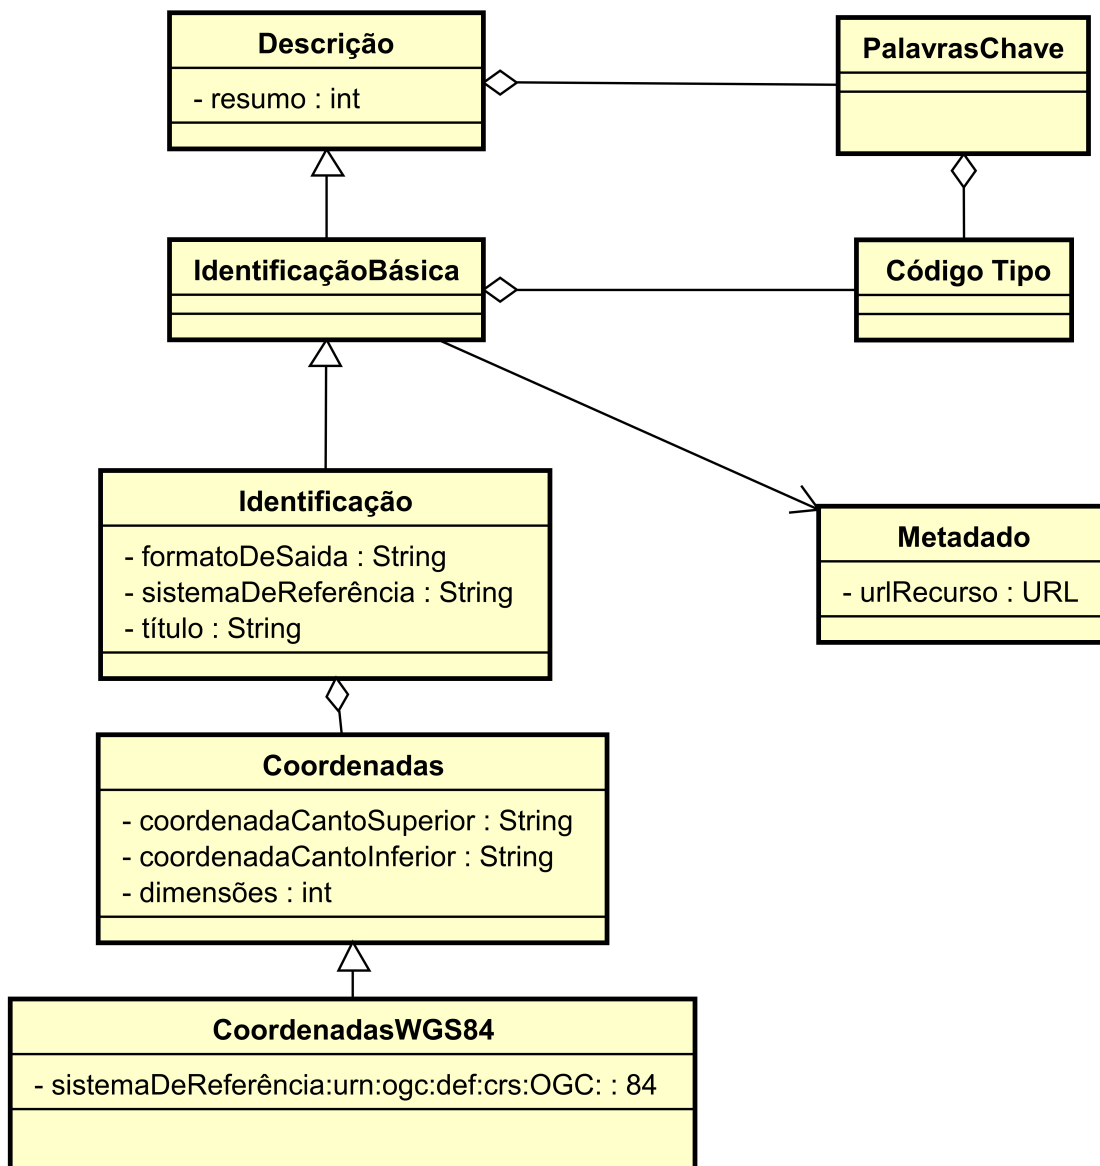 Descrição
- resumo : int
PalavrasChave
IdentificaçãoBásica
Código Tipo
Identificação
- formatoDeSaida : String
- sistemaDeReferência : String
- título : String
Metadado
- urlRecurso : URL
Coordenadas
- coordenadaCantoSuperior : String
- coordenadaCantoInferior : String
- dimensões : int
CoordenadasWGS84
- sistemaDeReferência:urn:ogc:def:crs:OGC: : 84